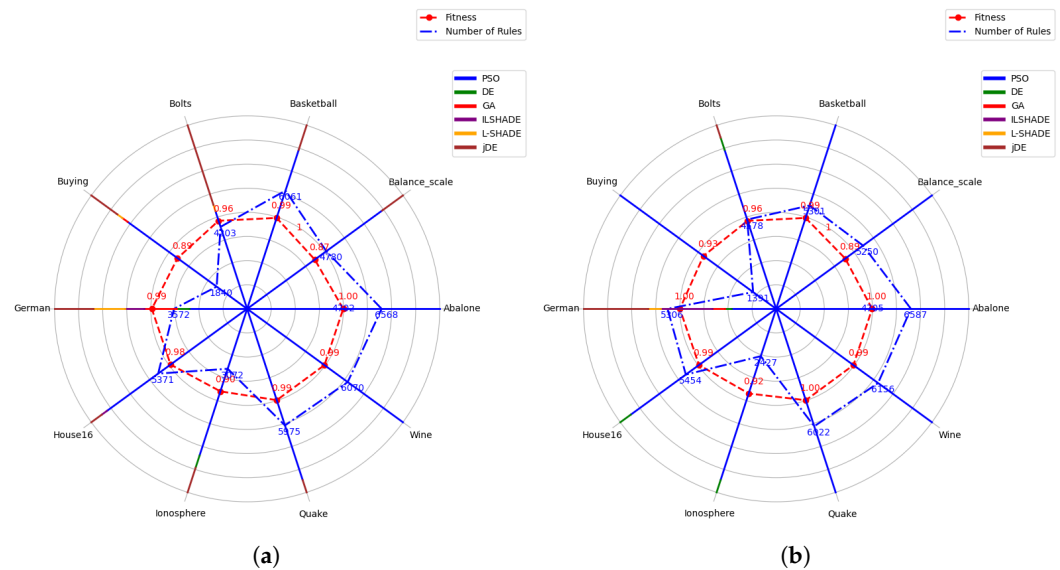 Fitness
Number of Rules
PSO
DE
GA
ILSHADE
L-SHADE
jDE
Bolts
Basketball
Buying
Balance_scale
German
Abalone
House16
Wine
Ionosphere
Quake
0.96
0.99
6061
4203
1
0.89
0.87
4780
1840
0.99
1.00
3572
6568
0.98
0.99
5371
6070
0.90
0.99
5975
(a)
Fitness
Number of Rules
PSO
DE
GA
ILSHADE
L-SHADE
jDE
Bolts
Basketball
Buying
Balance_scale
German
Abalone
House16
Wine
Ionosphere
Quake
0.96
0.99
4778
1
0.93
0.89
5250
1391
1.00
1.00
5306
6587
0.99
0.99
5454
6156
2427
0.92
1.00
6022
(b)